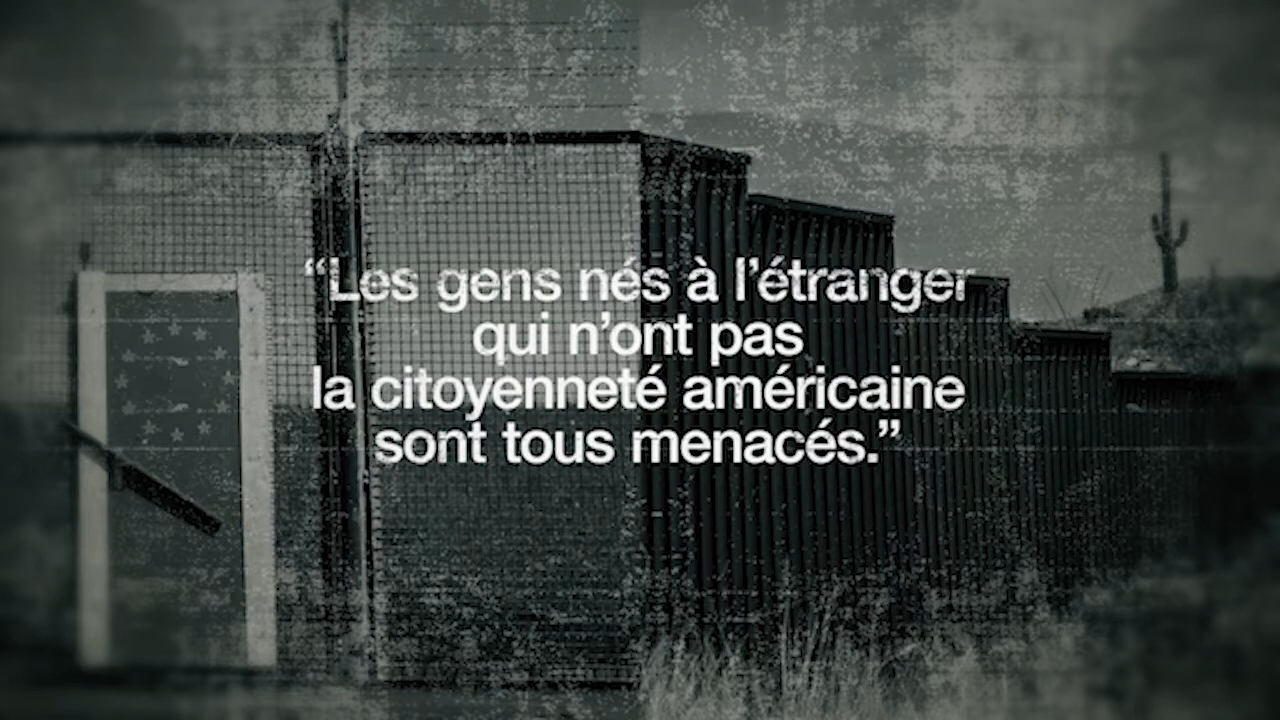 “Les gens nés à l’étranger
qui n’ont pas
la citoyenneté américaine
sont tous menacés.”